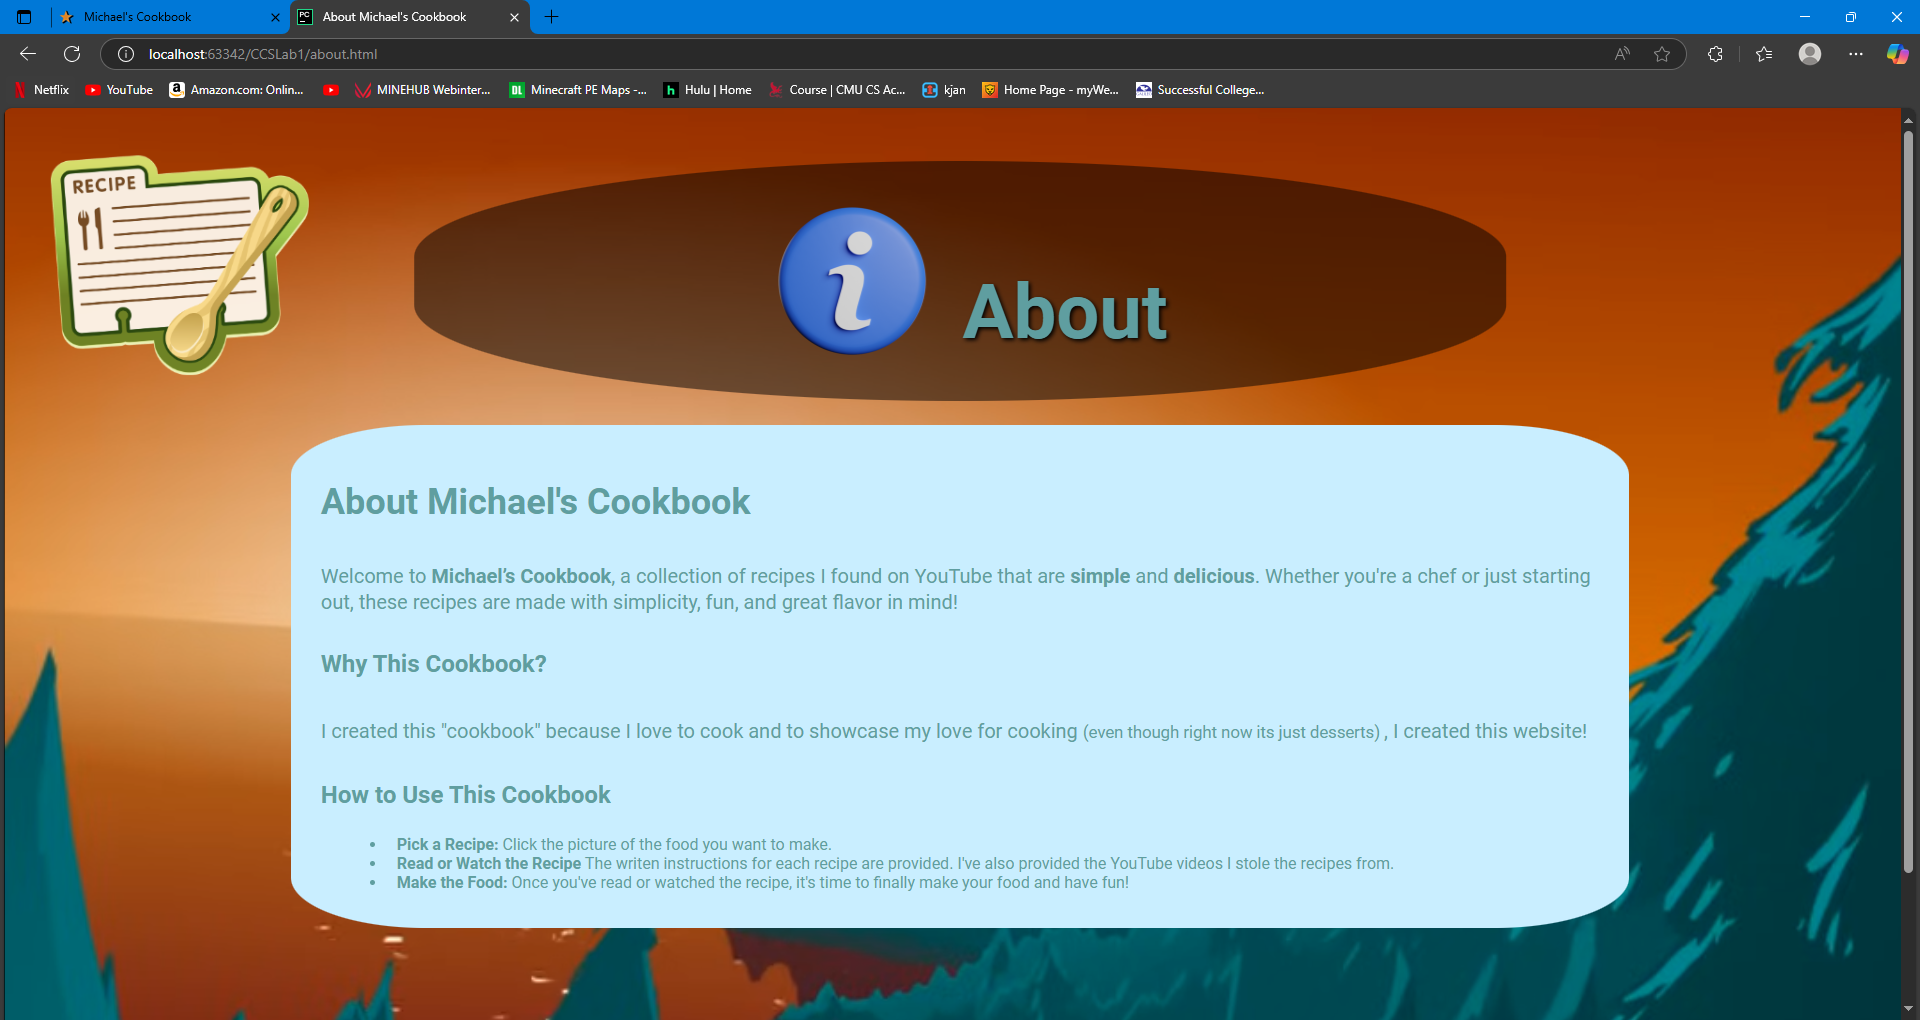 Michael's Cookbook
About Michael's Cookbook
localhost:63342/CCSLab1/about.html
Netflix
YouTube
Amazon.com: Onlin...
MINEHUB Webinter...
Minecraft PE Maps -...
Hulu | Home
Course | CMU CS Ac...
kjan
Home Page - myWe...
Successful College...
RECIPE
i
About
About Michael's Cookbook
Welcome to Michael's Cookbook, a collection of recipes I found on YouTube that are simple and delicious. Whether you're a chef or just starting
out, these recipes are made with simplicity, fun, and great flavor in mind!
Why This Cookbook?
I created this "cookbook" because I love to cook and to showcase my love for cooking (even though right now its just desserts) , I created this website!
How to Use This Cookbook
• Pick a Recipe: Click the picture of the food you want to make.
• Read or Watch the Recipe The writen instructions for each recipe are provided. I've also provided the YouTube videos I stole the recipes from.
• Make the Food: Once you've read or watched the recipe, it's time to finally make your food and have fun!